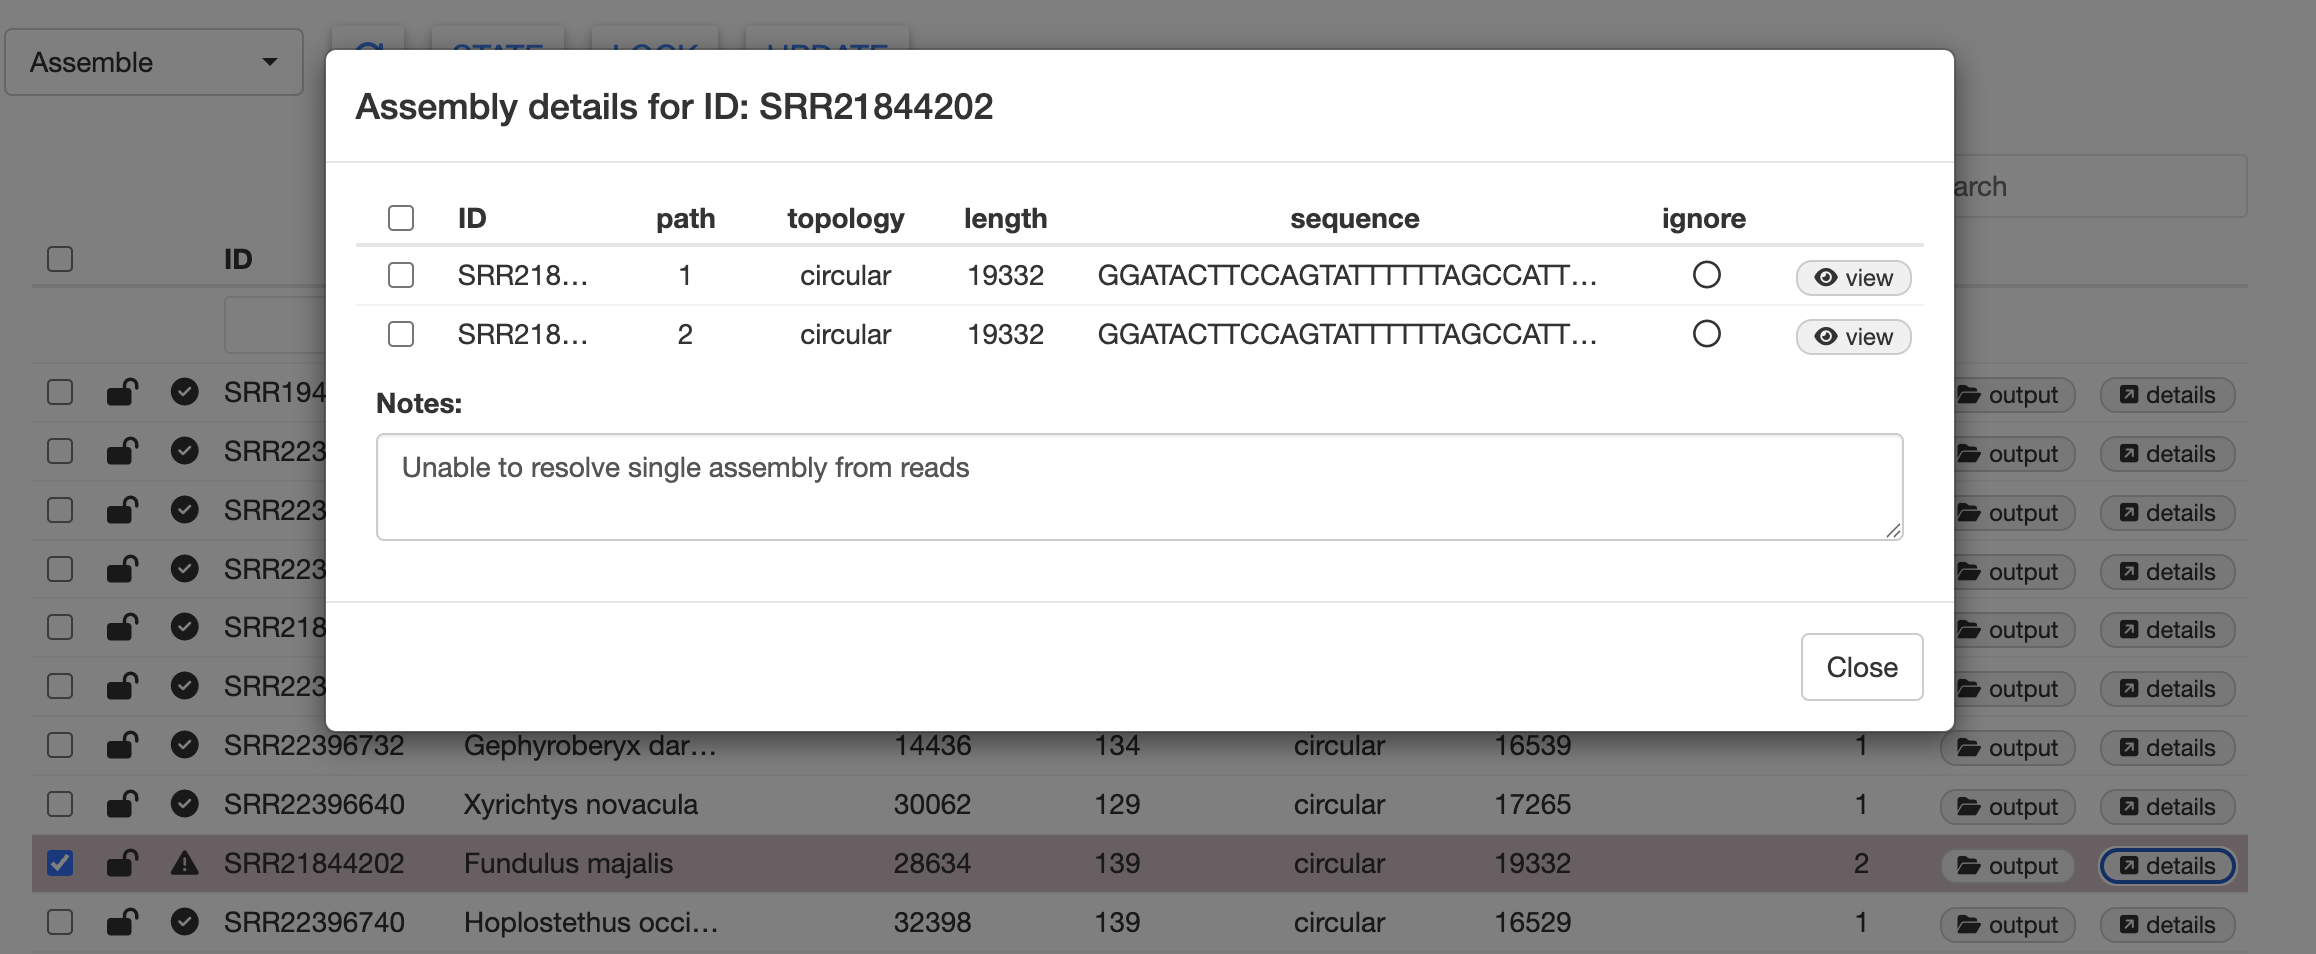 Assemble
STATE LOCK UPDATE
Assembly details for ID: SRR21844202
arch
ID path topology length sequence ignore
ID
SRR218... 1 circular 19332 GGATACTTCCAGTATTTTTTAGCCATT... view
SRR218... 2 circular 19332 GGATACTTCCAGTATTTTTTAGCCATT... view
Notes:
Unable to resolve single assembly from reads
SRR194 output details
SRR223 output details
SRR223 output details
SRR223 output details
SRR218 output details
SRR223 output details
Close
SRR22396732 Gephyroberyx dar... 14436 134 circular 16539 1 output details
SRR22396640 Xyrichtys novacula 30062 129 circular 17265 1 output details
SRR21844202 Fundulus majalis 28634 139 circular 19332 2 output details
SRR22396740 Hoplostethus occi... 32398 139 circular 16529 1 output details